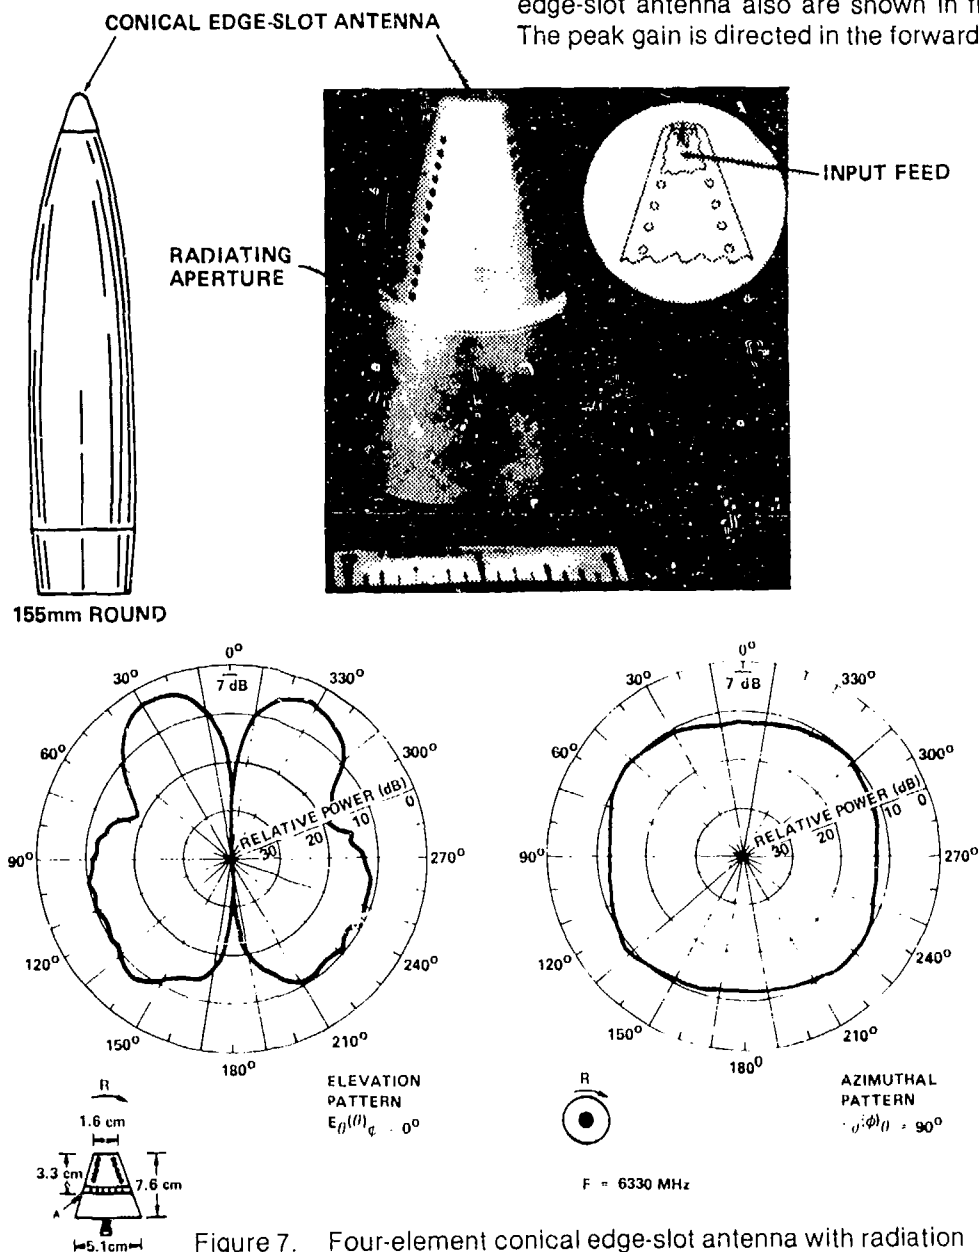 edge-slot antenna also are shown in
The peak gain is directed in the forward
CONICAL EDGE-SLOT ANTENNA
INPUT FEED
RADIATING
APERTURE
155mm ROUND
0°
7 dB
30°
330°
60°
300°
RELATIVE POWER (dB)
30
20
10
0
90°
270°
120°
240°
150°
210°
180°
ELEVATION
PATTERN
0°
R
1.6 cm
3.3 cm
7.6 cm
A
5.1cm
0°
7 dB
30°
330°
60°
300°
RELATIVE POWER (dB)
30
20
10
0
90°
270°
120°
240°
150°
210°
180°
R
AZIMUTHAL
PATTERN
= 90°
F = 6330 MHz
Figure 7. Four-element conical edge-slot antenna with radiation